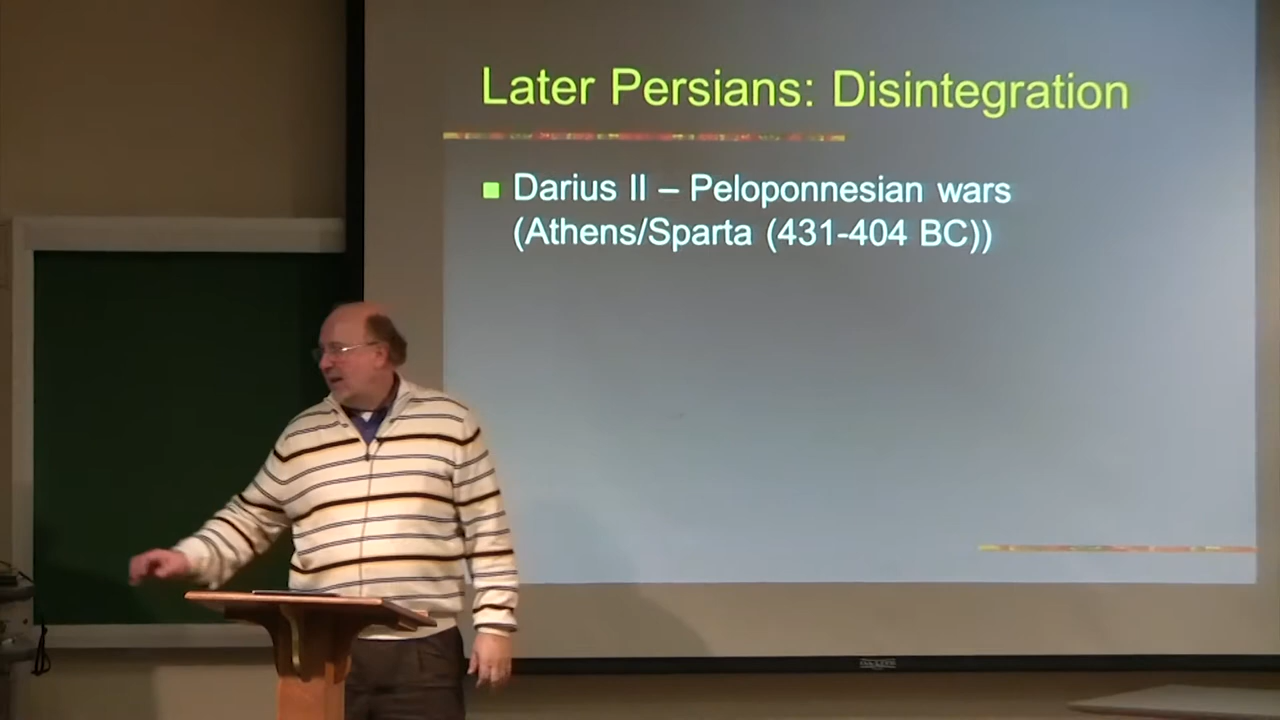 Later Persians: Disintegration
Darius II – Peloponnesian wars
(Athens/Sparta (431-404 BC))